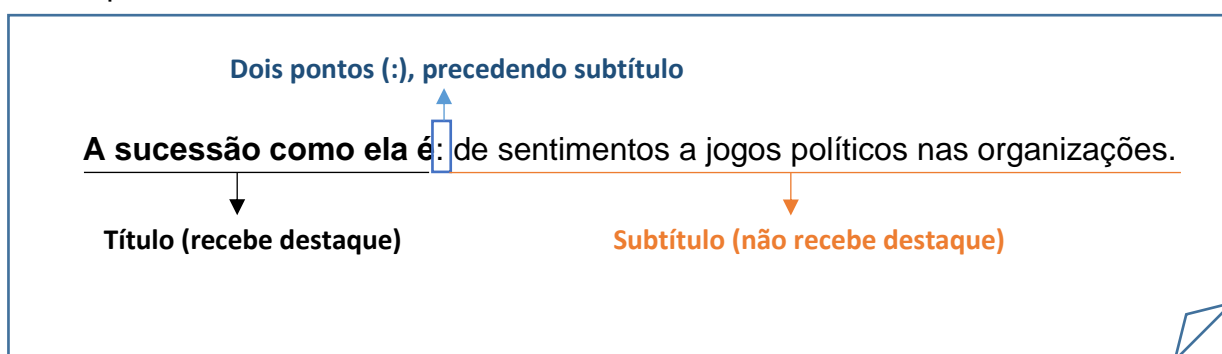 Dois pontos (:), precedendo subtítulo
A sucessão como ela é: de sentimentos a jogos políticos nas organizações.
Título (recebe destaque)
Subtítulo (não recebe destaque)